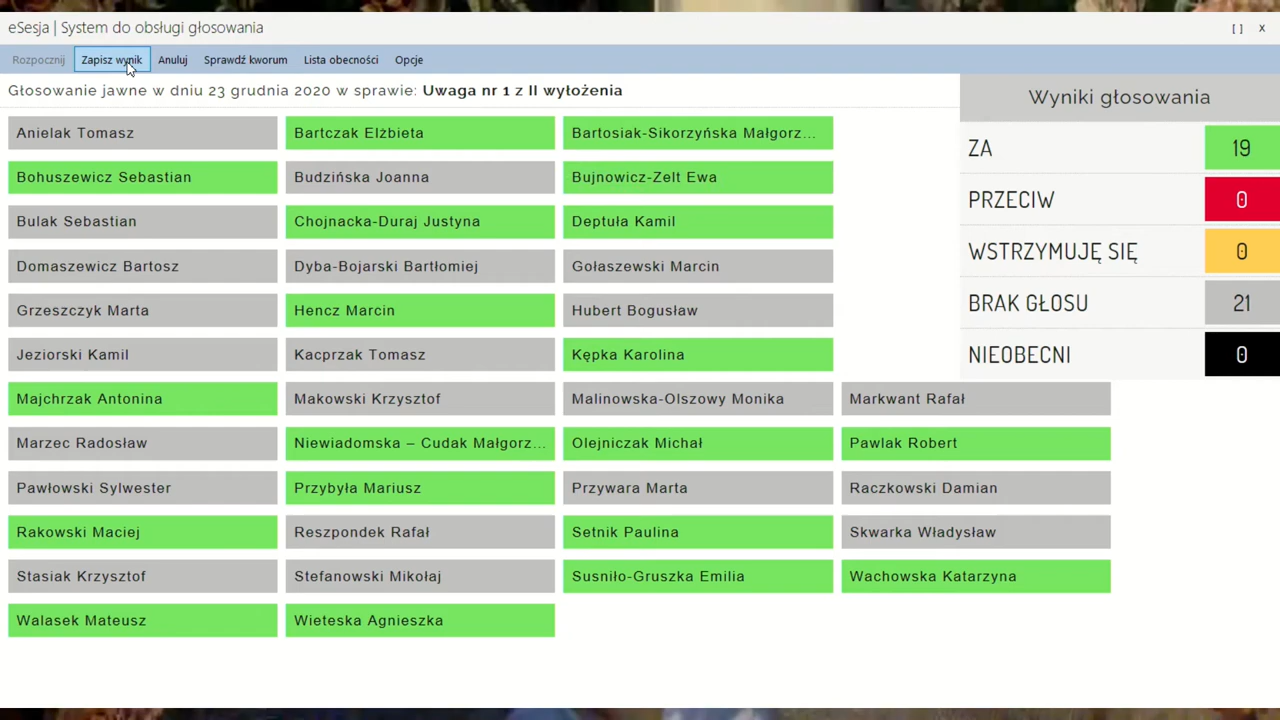 eSesja | System do obsługi głosowania
[ ] X
Rozpocznij Zapisz wynik Anuluj Sprawdź kworum Lista obecności Opcje
Głosowanie jawne w dniu 23 grudnia 2020 w sprawie: Uwaga nr 1 z II wyłożenia
Anielak Tomasz Bartczak Elżbieta Bartosiak-Sikorzyńska Małgorz...
Bohuszewicz Sebastian Budzińska Joanna Bujnowicz-Zelt Ewa
Bulak Sebastian Chojnacka-Duraj Justyna Deptuła Kamil
Domaszewicz Bartosz Dyba-Bojarski Bartłomiej Gołaszewski Marcin
Grzeszczyk Marta Hencz Marcin Hubert Bogusław
Jeziorski Kamil Kacprzak Tomasz Kępka Karolina
Majchrzak Antonina Makowski Krzysztof Malinowska-Olszowy Monika Markwant Rafał
Marzec Radosław Niewiadomska – Cudak Małgorz... Olejniczak Michał Pawlak Robert
Pawłowski Sylwester Przybyła Mariusz Przywara Marta Raczkowski Damian
Rakowski Maciej Reszpondek Rafał Setnik Paulina Skwarka Władysław
Stasiak Krzysztof Stefanowski Mikołaj Susniło-Gruszka Emilia Wachowska Katarzyna
Walasek Mateusz Wieteska Agnieszka
Wyniki głosowania
ZA 19
PRZECIW 0
WSTRZYMUJĘ SIĘ 0
BRAK GŁOSU 21
NIEOBECNI 0